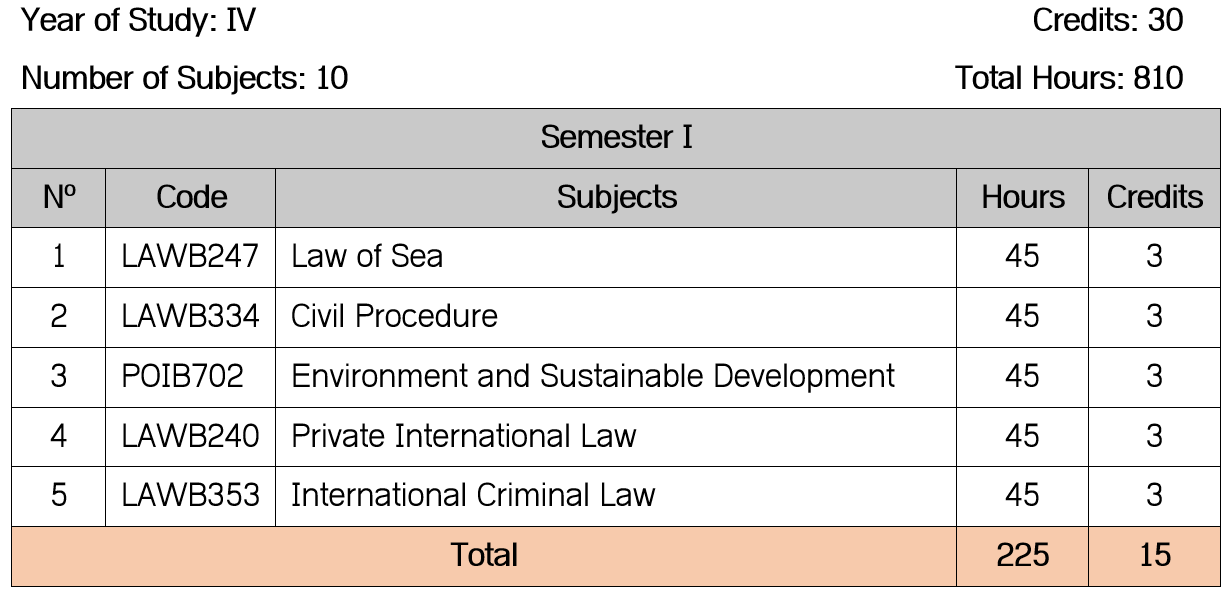 Year of Study: IV Credits: 30
Number of Subjects: 10 Total Hours: 810
Semester I
Nº Code Subjects Hours Credits
1 LAWB247 Law of Sea 45 3
2 LAWB334 Civil Procedure 45 3
3 POIB702 Environment and Sustainable Development 45 3
4 LAWB240 Private International Law 45 3
5 LAWB353 International Criminal Law 45 3
Total 225 15